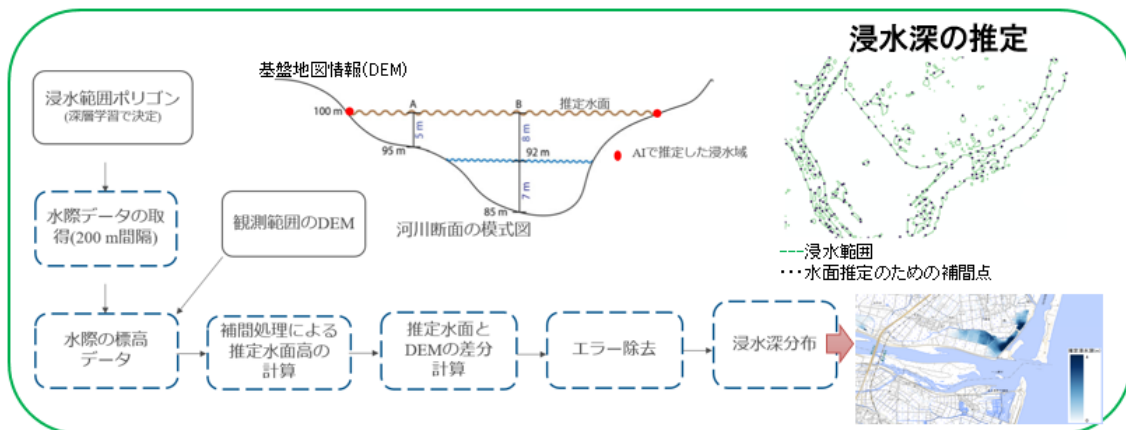 浸水深の推定
浸水範囲ポリゴン
(深層学習で決定)
水際データの取
得(200 m間隔)
観測範囲のDEM
水際の標高
データ
補間処理による
推定水面高の
計算
推定水面と
DEMの差分
計算
エラー除去
浸水深分布
基盤地図情報(DEM)
100 m
A
B
推定水面
5 m
8 m
95 m
92 m
7 m
85 m
AIで推定した浸水域
河川断面の模式図
---浸水範囲
···水面推定のための補間点